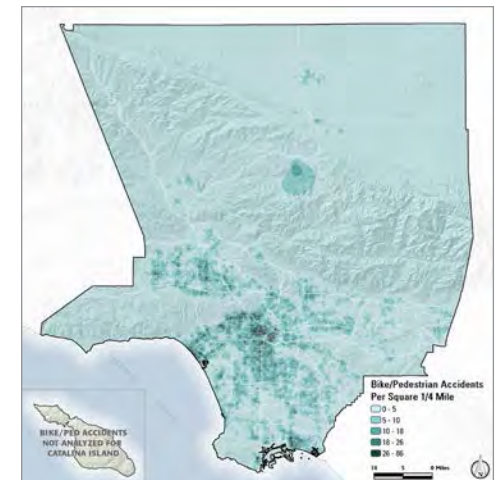 BIKE/PED ACCIDENTS
NOT ANALYZED FOR
CATALINA ISLAND
Bike/Pedestrian Accidents
Per Square 1/4 Mile
0 - 5
5 - 10
10 - 18
18 - 26
26 - 86
10 5 0 Miles